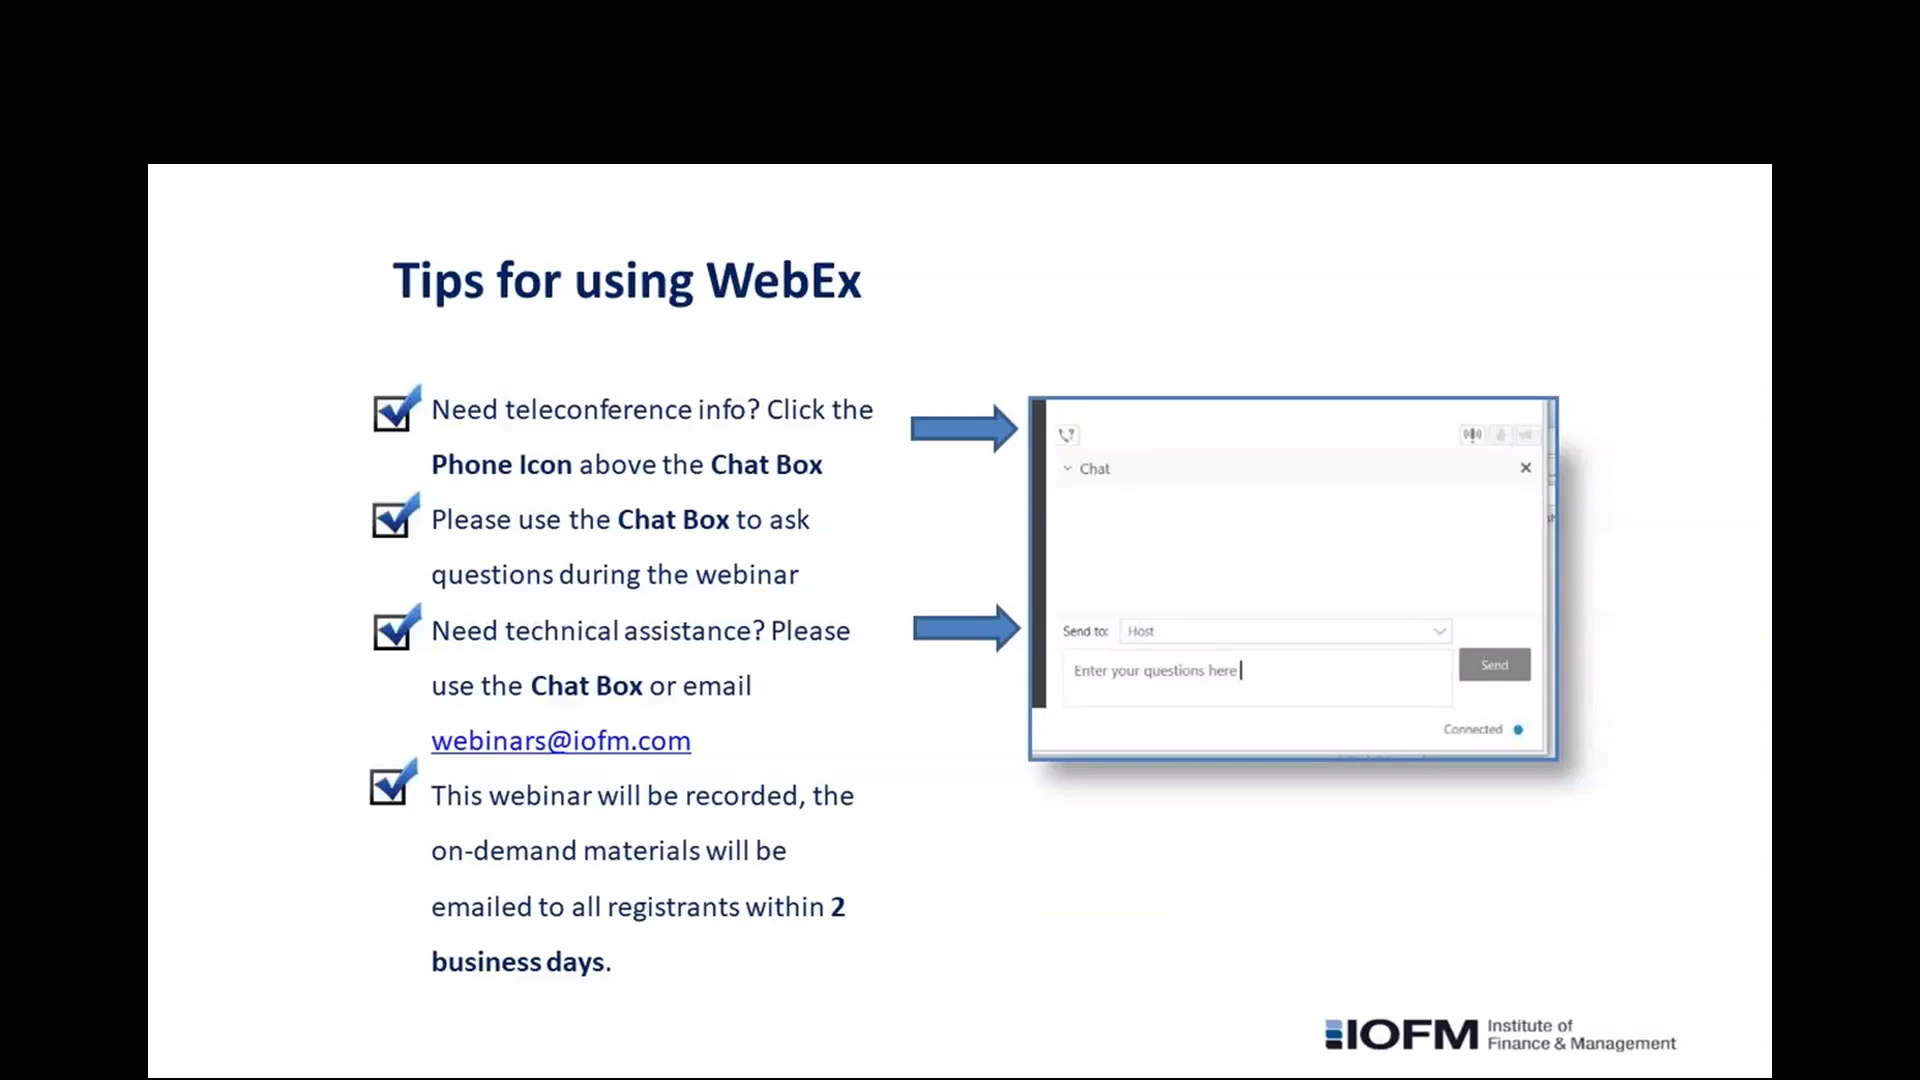 Tips for using WebEx
Need teleconference info? Click the
Phone Icon above the Chat Box
Please use the Chat Box to ask
questions during the webinar
Need technical assistance? Please
use the Chat Box or email
webinars@iofm.com
This webinar will be recorded, the
on-demand materials will be
emailed to all registrants within 2
business days.
Chat
Send to: Host
Enter your questions here
Send
Connected
IOFM Institute of
Finance & Management